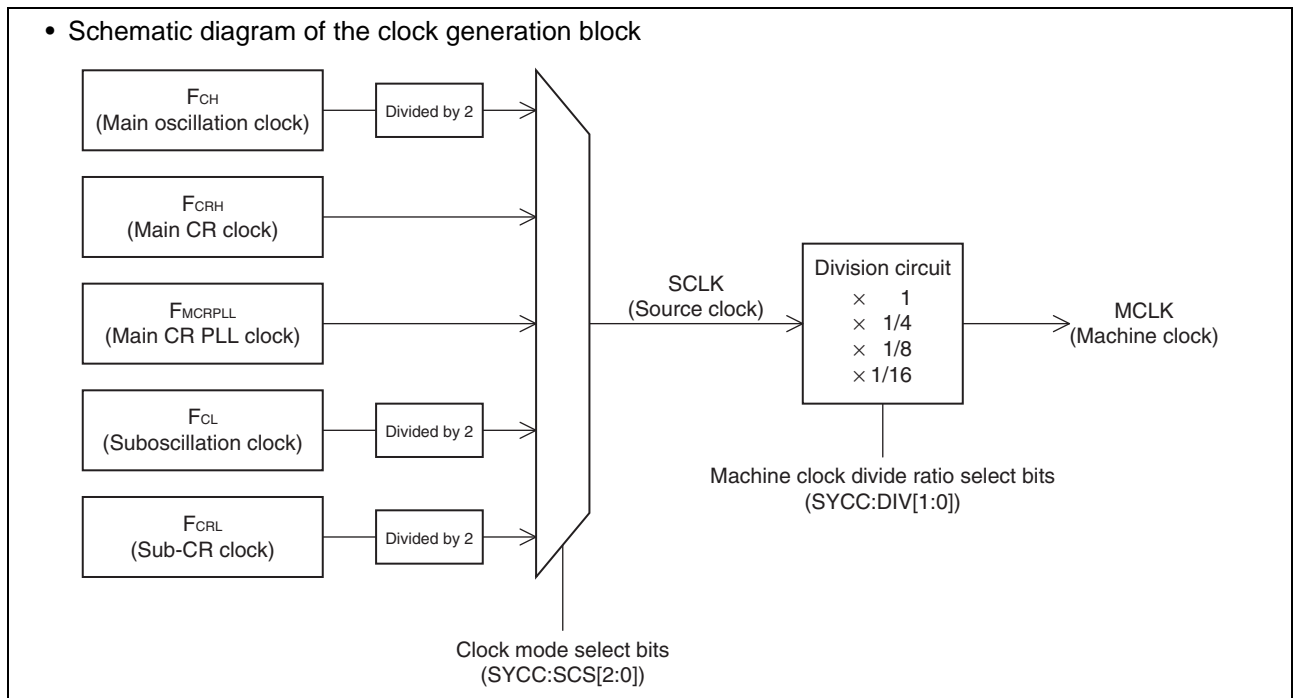 • Schematic diagram of the clock generation block
FCH
(Main oscillation clock)
Divided by 2
FCRH
(Main CR clock)
FMCRPLL
(Main CR PLL clock)
FCL
(Suboscillation clock)
Divided by 2
FCRL
(Sub-CR clock)
Divided by 2
SCLK
(Source clock)
Division circuit
× 1
× 1/4
× 1/8
× 1/16
MCLK
(Machine clock)
Machine clock divide ratio select bits
(SYCC:DIV[1:0])
Clock mode select bits
(SYCC:SCS[2:0])